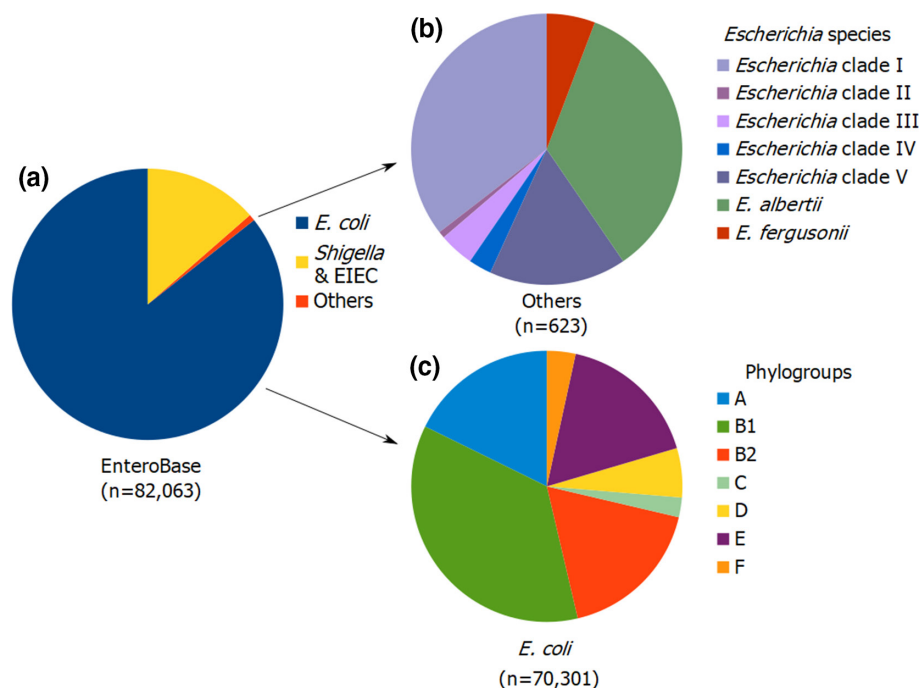 (a)
E. coli
Shigella
& EIEC
Others
EnteroBase
(n=82,063)
(b)
Others
(n=623)
Escherichia species
Escherichia clade I
Escherichia clade II
Escherichia clade III
Escherichia clade IV
Escherichia clade V
E. albertii
E. fergusonii
(c)
E. coli
(n=70,301)
Phylogroups
A
B1
B2
C
D
E
F